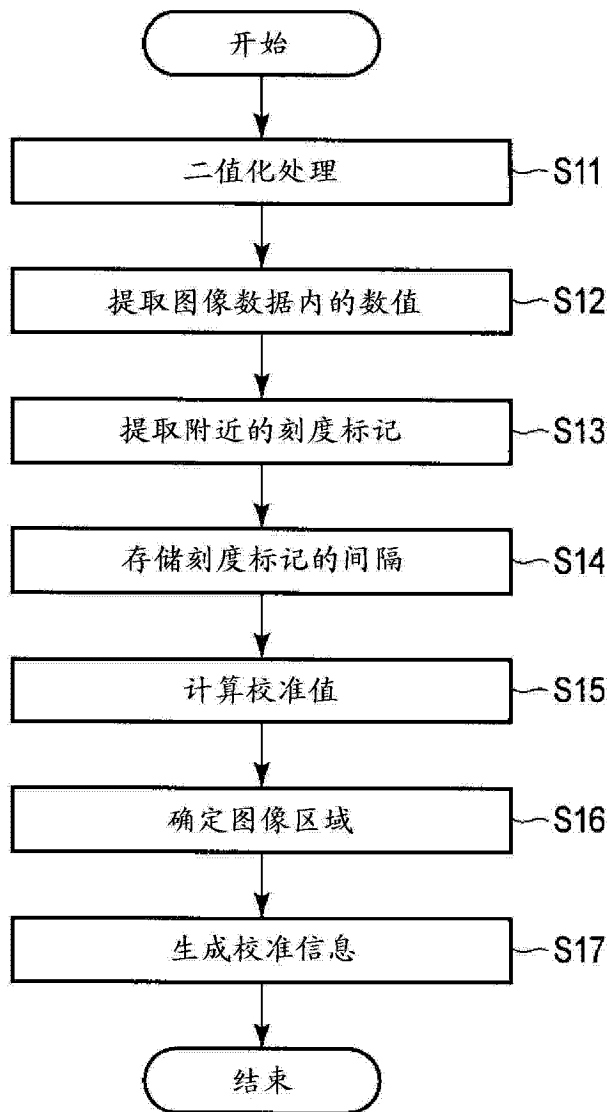 开始
二值化处理
S11
提取图像数据内的数值
S12
提取附近的刻度标记
S13
存储刻度标记的间隔
S14
计算校准值
S15
确定图像区域
S16
生成校准信息
S17
结束